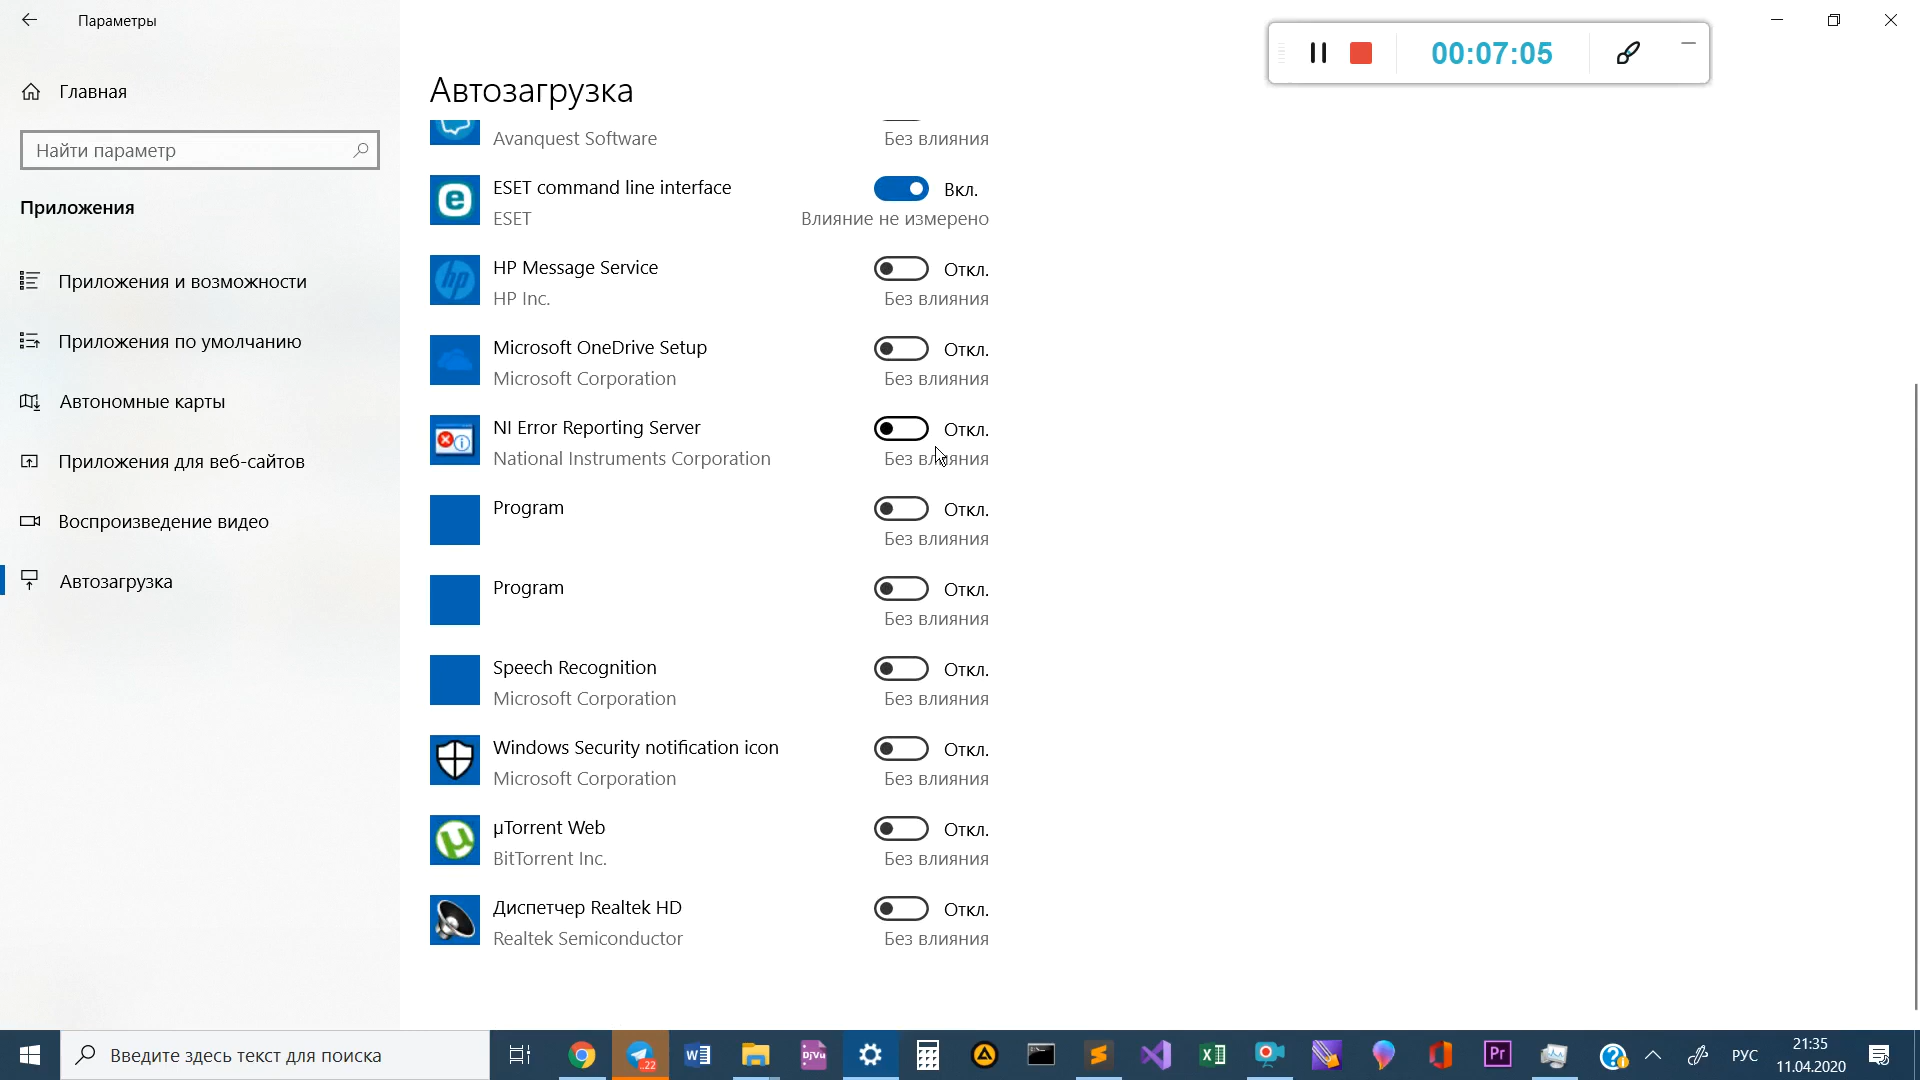 Параметры
00:07:05
Главная
Найти параметр
Приложения
Приложения и возможности
Приложения по умолчанию
Автономные карты
Приложения для веб-сайтов
Воспроизведение видео
Автозагрузка
Автозагрузка
Avanquest Software
Без влияния
ESET command line interface
Вкл.
ESET
Влияние не измерено
HP Message Service
Откл.
HP Inc.
Без влияния
Microsoft OneDrive Setup
Откл.
Microsoft Corporation
Без влияния
NI Error Reporting Server
Откл.
National Instruments Corporation
Без влияния
Program
Откл.
Без влияния
Program
Откл.
Без влияния
Speech Recognition
Откл.
Microsoft Corporation
Без влияния
Windows Security notification icon
Откл.
Microsoft Corporation
Без влияния
µTorrent Web
Откл.
BitTorrent Inc.
Без влияния
Диспетчер Realtek HD
Откл.
Realtek Semiconductor
Без влияния
Введите здесь текст для поиска
РУС
21:35
11.04.2020